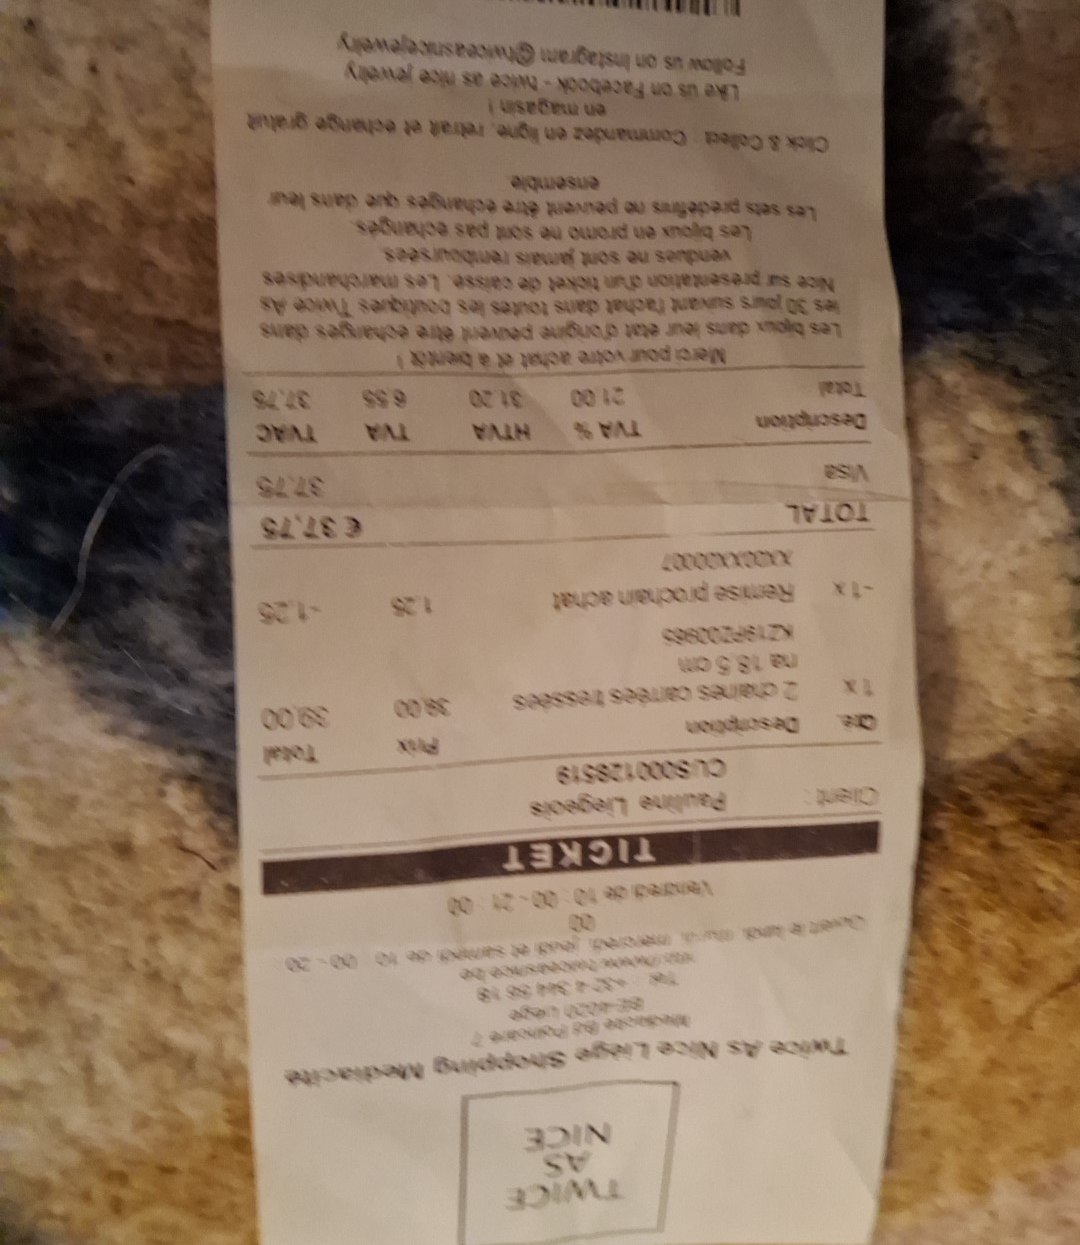 TWICE
AS
NICE
Twice As Nice Liège Shopping Mediacité
Mediacité Bd Poincaré 7
BE-4020 Liège
Tel : +32 4 344 56 18
Ouvert le lundi, mardi, mercredi, jeudi et samedi de 10 : 00 - 20 :
00
Vendredi de 10 : 00 - 21 : 00
TICKET
Client : Pauline Liegeois
CUS000128519
Qté. Description Prix Total
1 x 2 chaines carrées tressées 39,00 39,00
na 18,5 cm
KZ19P200965
-1 x Remise prochain achat 1,25 -1,25
TOTAL € 37,75
Visa 37,75
Description TVA % HTVA TVA TVAC
Total 21,00 31,20 6,55 37,75
Merci pour votre achat et à bientôt !
Les bijoux dans leur état d'origine peuvent être échangés dans
les 30 jours suivant l'achat dans toutes les boutiques Twice As
Nice sur présentation d'un ticket de caisse. Les marchandises
vendues ne sont jamais remboursées.
Les bijoux en promo ne sont pas échangés.
Les sets prédéfinis ne peuvent être échangés que dans leur
ensemble.
Click & Collect : Commandez en ligne, retrait et échange gratuit
en magasin !
Like us on Facebook - twice as nice jewelry
Follow us on Instagram @twiceasnicejewelry